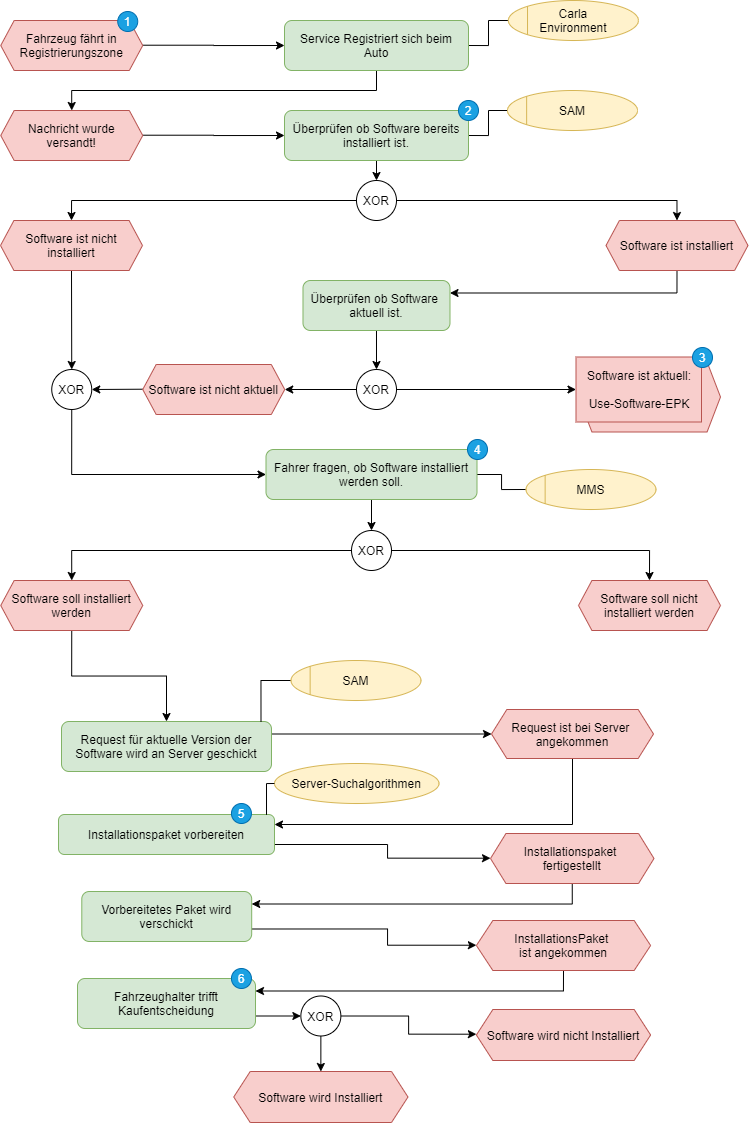 1
Fahrzeug fährt in
Registrierungszone
Service Registriert sich beim
Auto
Carla
Environment
Nachricht wurde
versandt!
2
Überprüfen ob Software bereits
installiert ist.
SAM
XOR
Software ist nicht
installiert
Software ist installiert
Überprüfen ob Software
aktuell ist.
XOR
Software ist nicht aktuell
XOR
3
Software ist aktuell:
Use-Software-EPK
4
Fahrer fragen, ob Software installiert
werden soll.
MMS
XOR
Software soll installiert
werden
Software soll nicht
installiert werden
SAM
Request für aktuelle Version der
Software wird an Server geschickt
Request ist bei Server
angekommen
Server-Suchalgorithmen
5
Installationspaket vorbereiten
Installationspaket
fertigestellt
Vorbereitetes Paket wird
verschickt
InstallationsPaket
ist angekommen
6
Fahrzeughalter trifft
Kaufentscheidung
XOR
Software wird nicht Installiert
Software wird Installiert